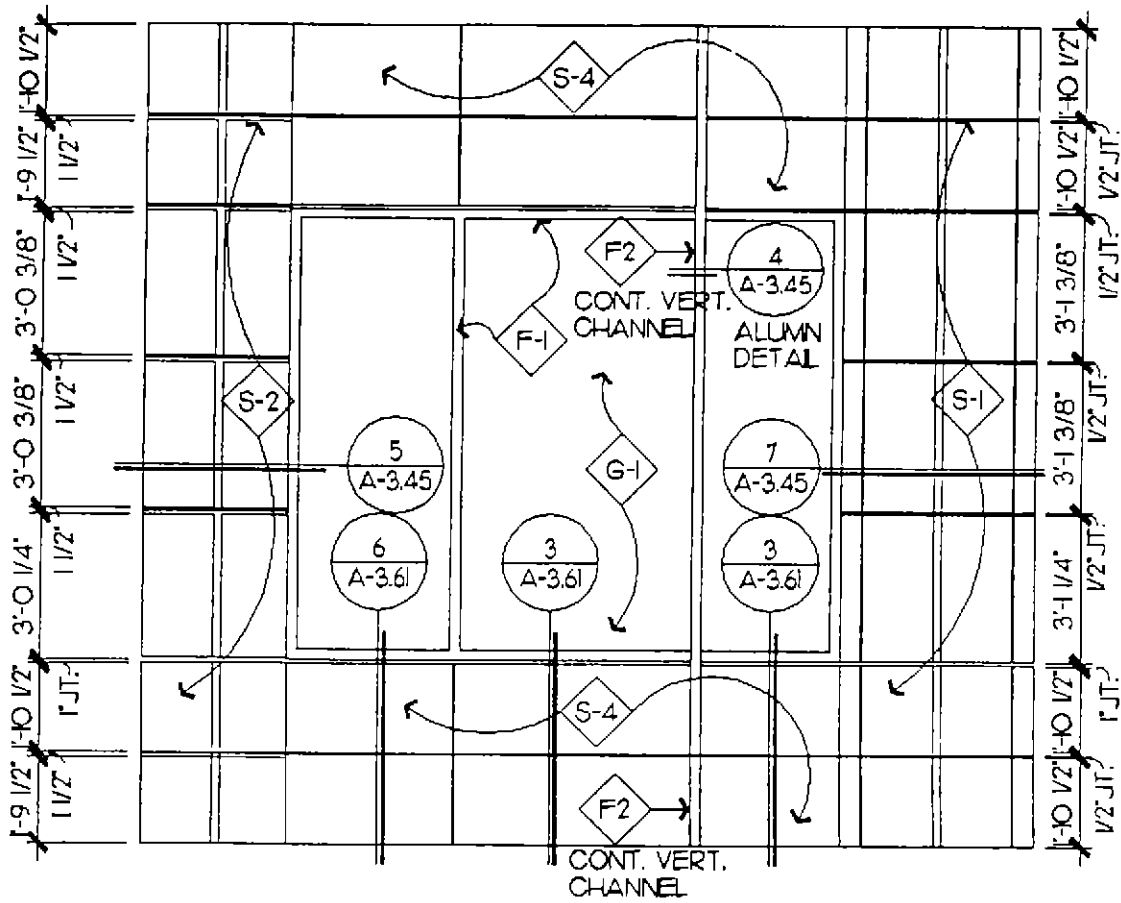 1'-10 1/2"
1'-9 1/2"
1 1/2"
3'-0 3/8"
1 1/2"
3'-0 3/8"
1 1/2"
3'-0 1/4"
1 1/2"
1'-10 1/2"
1" JT.
1'-9 1/2"
1 1/2"
S-4
F2
CONT. VERT.
CHANNEL
4
A-3.45
ALUMN
DETAIL
F-1
S-2
S-1
5
A-3.45
G-1
7
A-3.45
6
A-3.61
3
A-3.61
3
A-3.61
S-4
F2
CONT. VERT.
CHANNEL
1'-10 1/2"
1'-10 1/2"
1/2" JT.
3'-1 3/8"
1/2" JT.
3'-1 3/8"
1/2" JT.
3'-1 1/4"
1/2" JT.
1'-10 1/2"
1" JT.
1'-10 1/2"
1/2" JT.